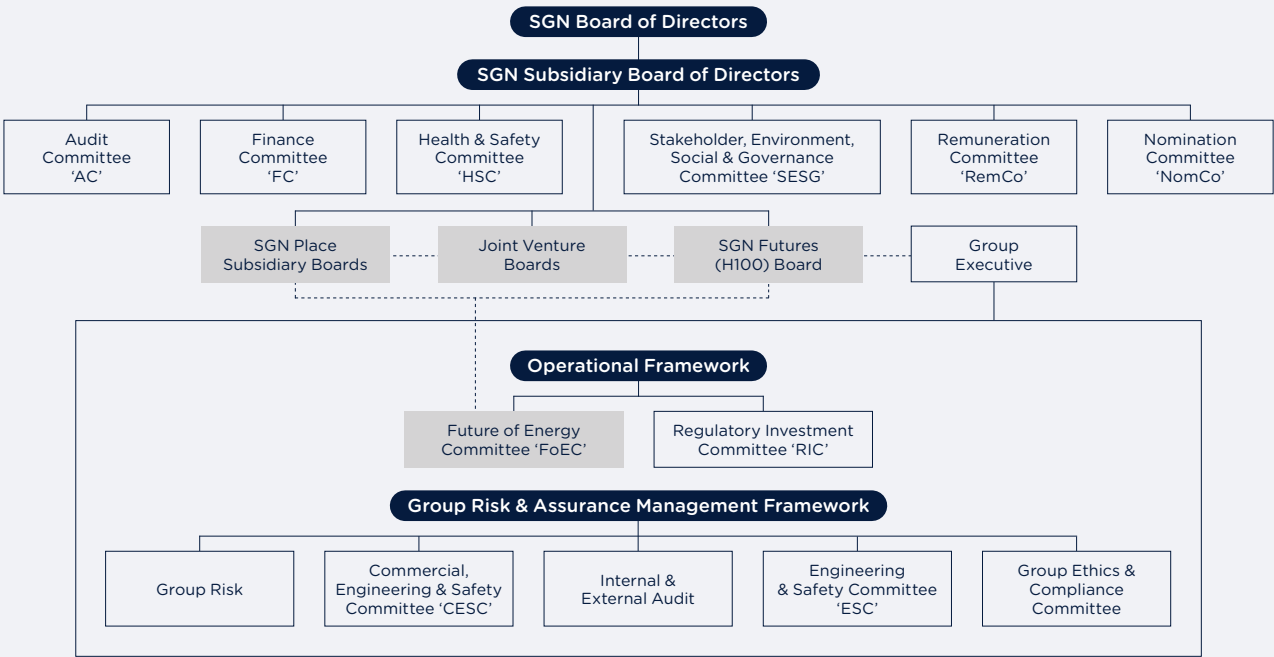 SGN Board of Directors
SGN Subsidiary Board of Directors
Audit
Committee
‘AC’
Finance
Committee
‘FC’
Health & Safety
Committee
‘HSC’
Stakeholder, Environment,
Social & Governance
Committee ‘SESG’
Remuneration
Committee
‘RemCo’
Nomination
Committee
‘NomCo’
SGN Place
Subsidiary Boards
Joint Venture
Boards
SGN Futures
(H100) Board
Group
Executive
Operational Framework
Future of Energy
Committee ‘FoEC’
Regulatory Investment
Committee ‘RIC’
Group Risk & Assurance Management Framework
Group Risk
Commercial,
Engineering & Safety
Committee ‘CESC’
Internal &
External Audit
Engineering
& Safety Committee
‘ESC’
Group Ethics &
Compliance
Committee